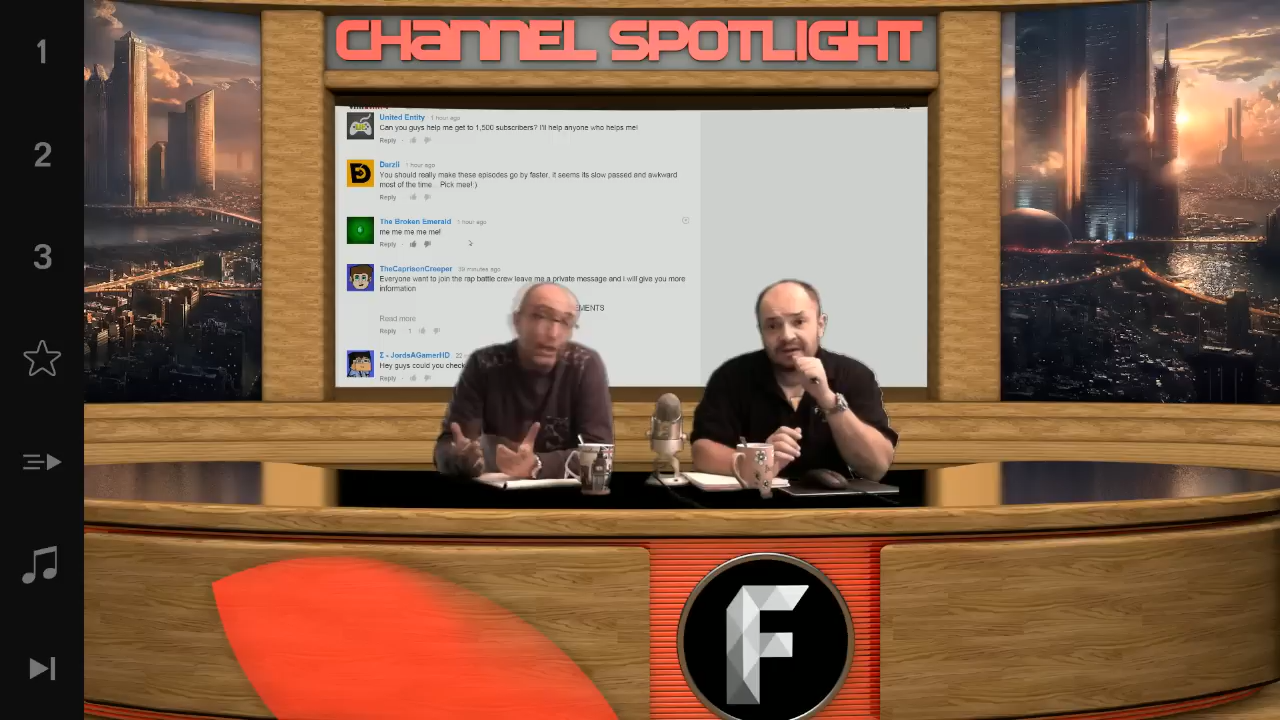 CHANNEL SPOTLIGHT
1
2
3
United Entity 1 hour ago
Can you guys help me get to 1,500 subscribers? I'll help anyone who helps me!
Reply
Darzii 1 hour ago
You should really make these episodes go by faster, it seems its slow passed and awkward
most of the time... Pick mee! )
Reply
The Broken Emerald 1 hour ago
me me me me me!
Reply
TheCaprisonCreeper 39 minutes ago
Everyone want to join the rap battle crew leave me a private message and i will give you more
information
EMENTS
Read more
Reply 1
Σ - JordsAGamerHD 22
Hey guys could you check
Reply
F